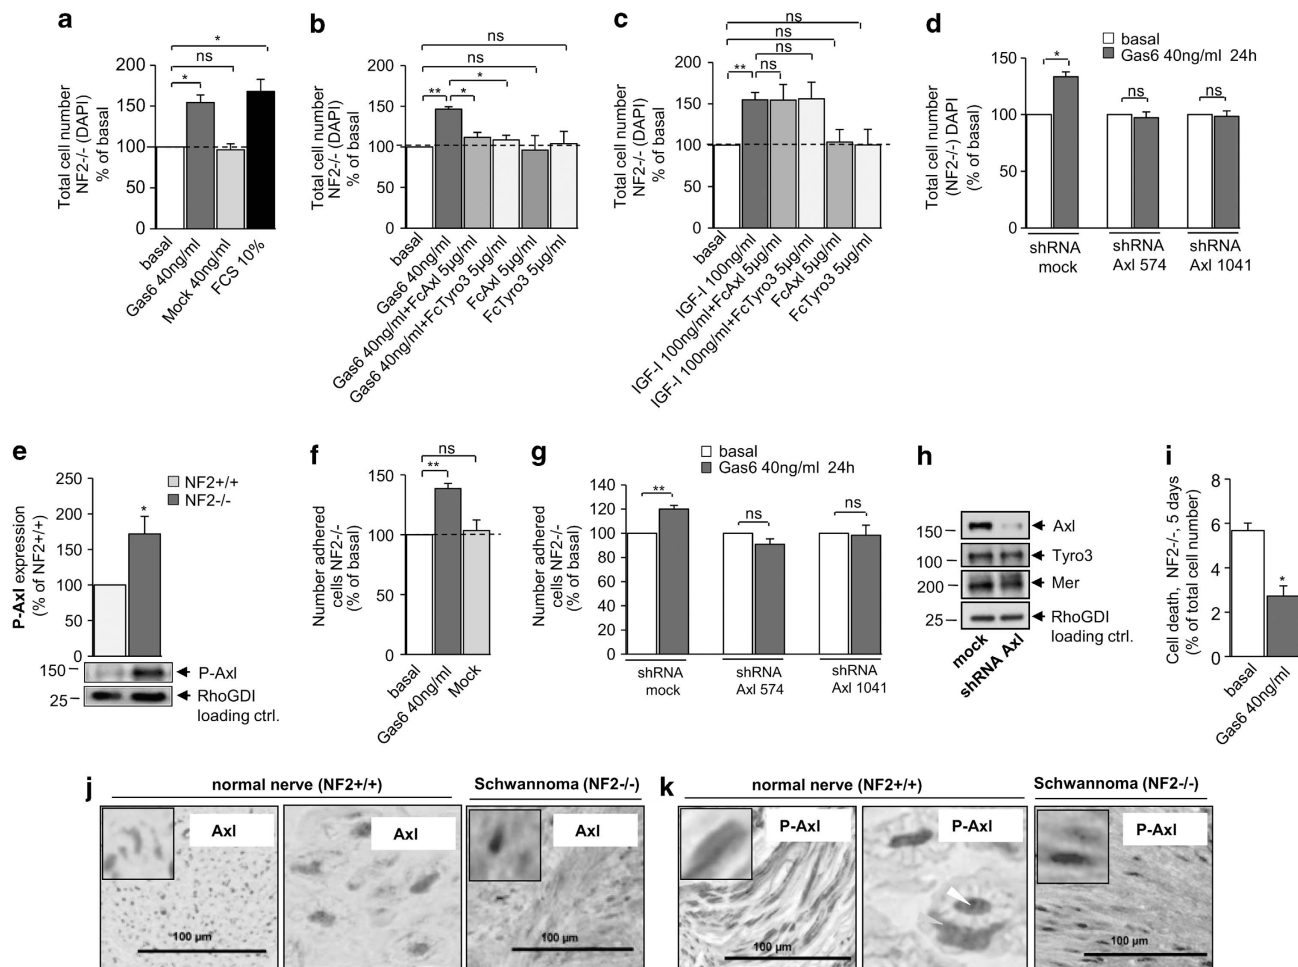 a
Total cell number
NF2-/- (DAPI)
% of basal
200
150
100
50
0
*
ns
*
basal
Gas6 40ng/ml
Mock 40ng/ml
FCS 10%
b
Total cell number
NF2-/- (DAPI)
% of basal
200
150
100
50
0
ns
ns
*
** *
basal
Gas6 40ng/ml
Gas6 40ng/ml+FcAxl 5µg/ml
Gas6 40ng/ml+FcTyro3 5µg/ml
FcAxl 5µg/ml
FcTyro3 5µg/ml
c
Total cell number
NF2-/- (DAPI)
% of basal
200
150
100
50
0
ns
ns
ns
** ns
basal
IGF-I 100ng/ml
IGF-I 100ng/ml+FcAxl 5µg/ml
IGF-I 100ng/ml+FcTyro3 5µg/ml
FcAxl 5µg/ml
FcTyro3 5µg/ml
d
basal
Gas6 40ng/ml 24h
Total cell number
(NF2-/-) DAPI
(% of basal)
150
100
50
0
*
ns
ns
shRNA
mock
shRNA
Axl 574
shRNA
Axl 1041
e
P-Axl expression
(% of NF2+/+)
250
200
150
100
50
0
NF2+/+
NF2-/-
*
150
P-Axl
25
RhoGDI
loading ctrl.
f
Number adhered
cells NF2-/-
(% of basal)
150
100
50
0
ns
**
basal
Gas6 40ng/ml
Mock
g
basal
Gas6 40ng/ml 24h
Number adhered
cells NF2-/-
(% of basal)
140
120
100
80
60
40
20
0
**
ns
ns
shRNA
mock
shRNA
Axl 574
shRNA
Axl 1041
h
150
Axl
100
Tyro3
200
Mer
25
RhoGDI
loading ctrl.
mock
shRNA Axl
i
Cell death, NF2-/-, 5 days
(% of total cell number)
8
6
4
2
0
*
basal
Gas6 40ng/ml
j
normal nerve (NF2+/+)
Schwannoma (NF2-/-)
Axl
Axl
Axl
100 µm
100 µm
k
normal nerve (NF2+/+)
Schwannoma (NF2-/-)
P-Axl
P-Axl
P-Axl
100 µm
100 µm